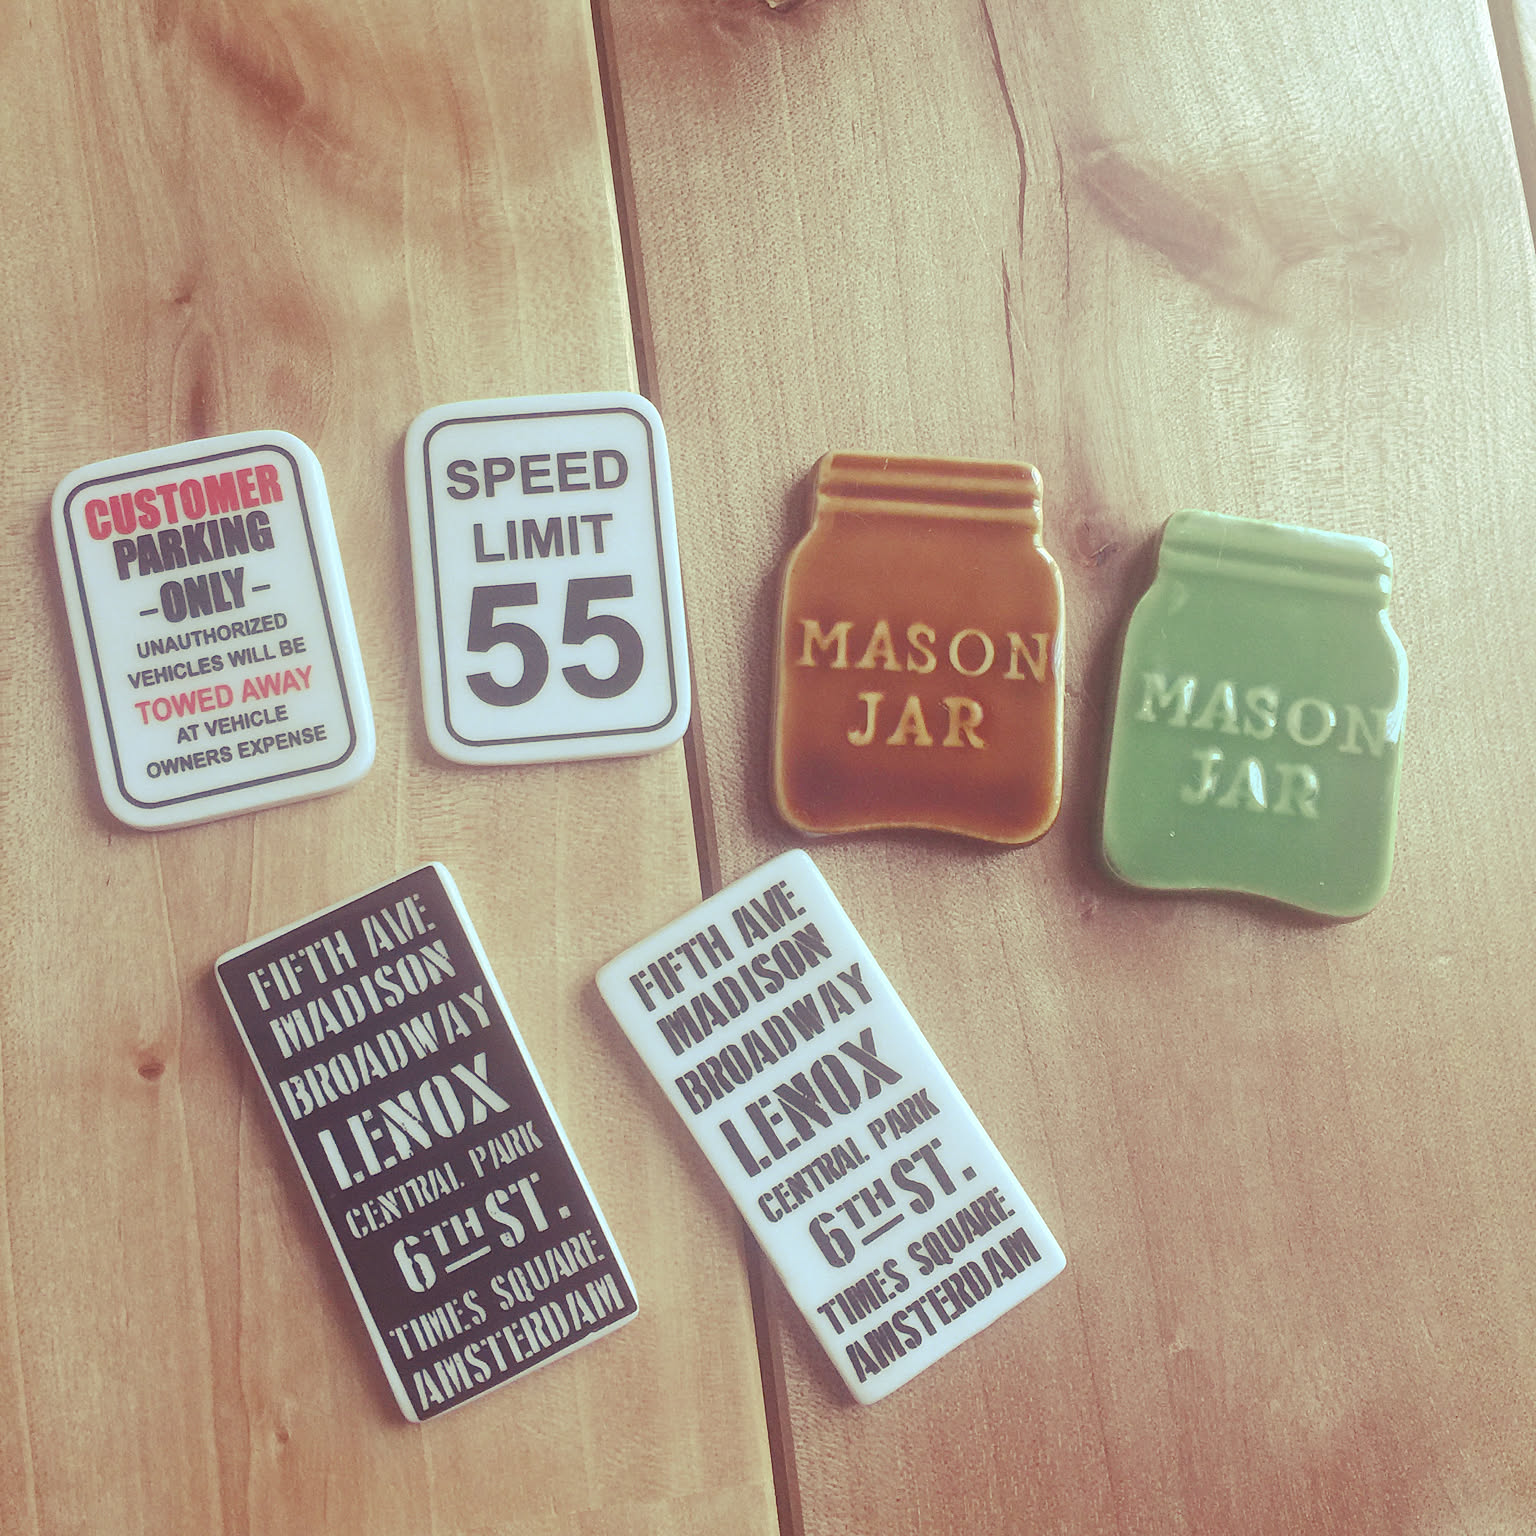 CUSTOMER
PARKING
-ONLY-
UNAUTHORIZED
VEHICLES WILL BE
TOWED AWAY
AT VEHICLE
OWNERS EXPENSE
SPEED
LIMIT
55
MASON
JAR
MASON
JAR
FIFTH AVE
MADISON
BROADWAY
LENOX
CENTRAL PARK
6TH ST.
TIMES SQUARE
AMSTERDAM
FIFTH AVE
MADISON
BROADWAY
LENOX
CENTRAL PARK
6TH ST.
TIMES SQUARE
AMSTERDAM